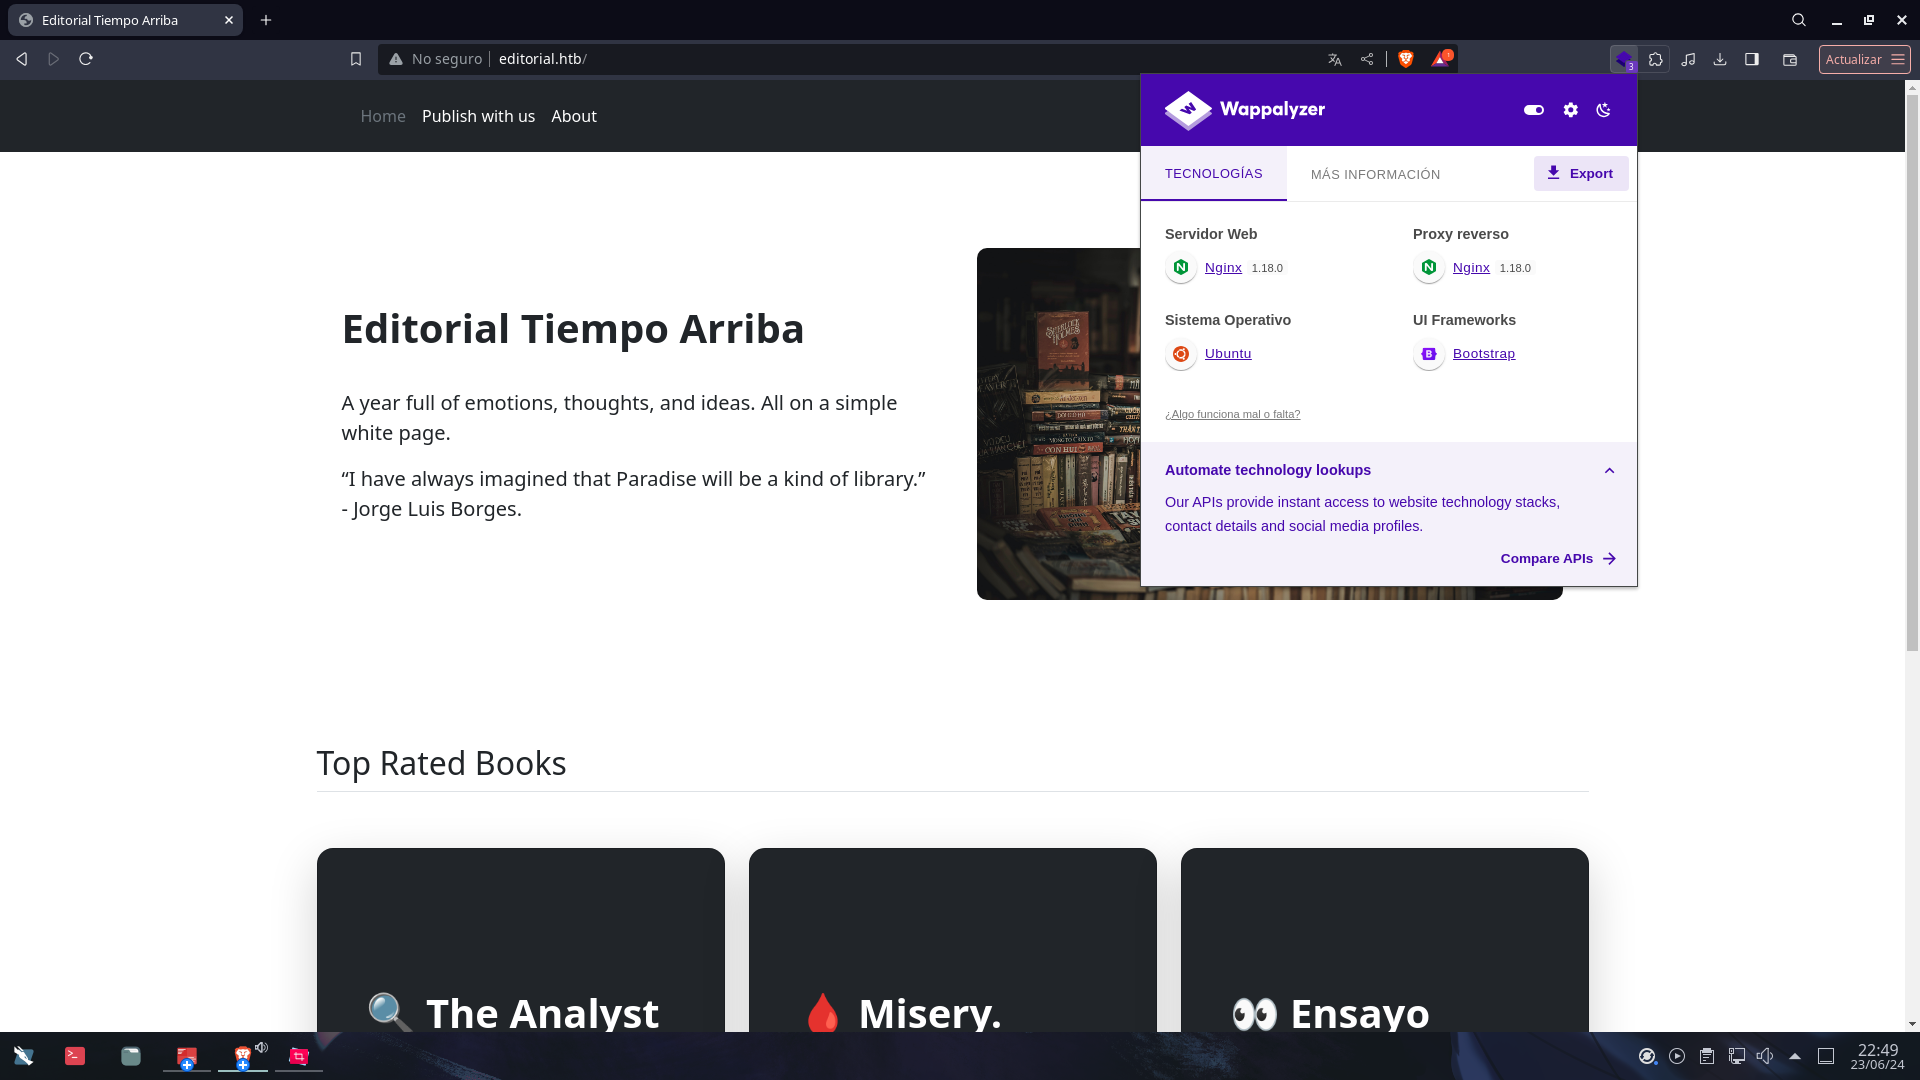 Editorial Tiempo Arriba
No seguro
editorial.htb/
Actualizar
3
1
Home
Publish with us
About
Wappalyzer
TECNOLOGÍAS
MÁS INFORMACIÓN
Export
Servidor Web
Proxy reverso
Nginx 1.18.0
Nginx 1.18.0
Sistema Operativo
UI Frameworks
Ubuntu
Bootstrap
¿Algo funciona mal o falta?
Automate technology lookups
Our APIs provide instant access to website technology stacks,
contact details and social media profiles.
Compare APIs
Editorial Tiempo Arriba
A year full of emotions, thoughts, and ideas. All on a simple
white page.
“I have always imagined that Paradise will be a kind of library.”
- Jorge Luis Borges.
Top Rated Books
The Analyst
Misery.
Ensayo
22:49
23/06/24